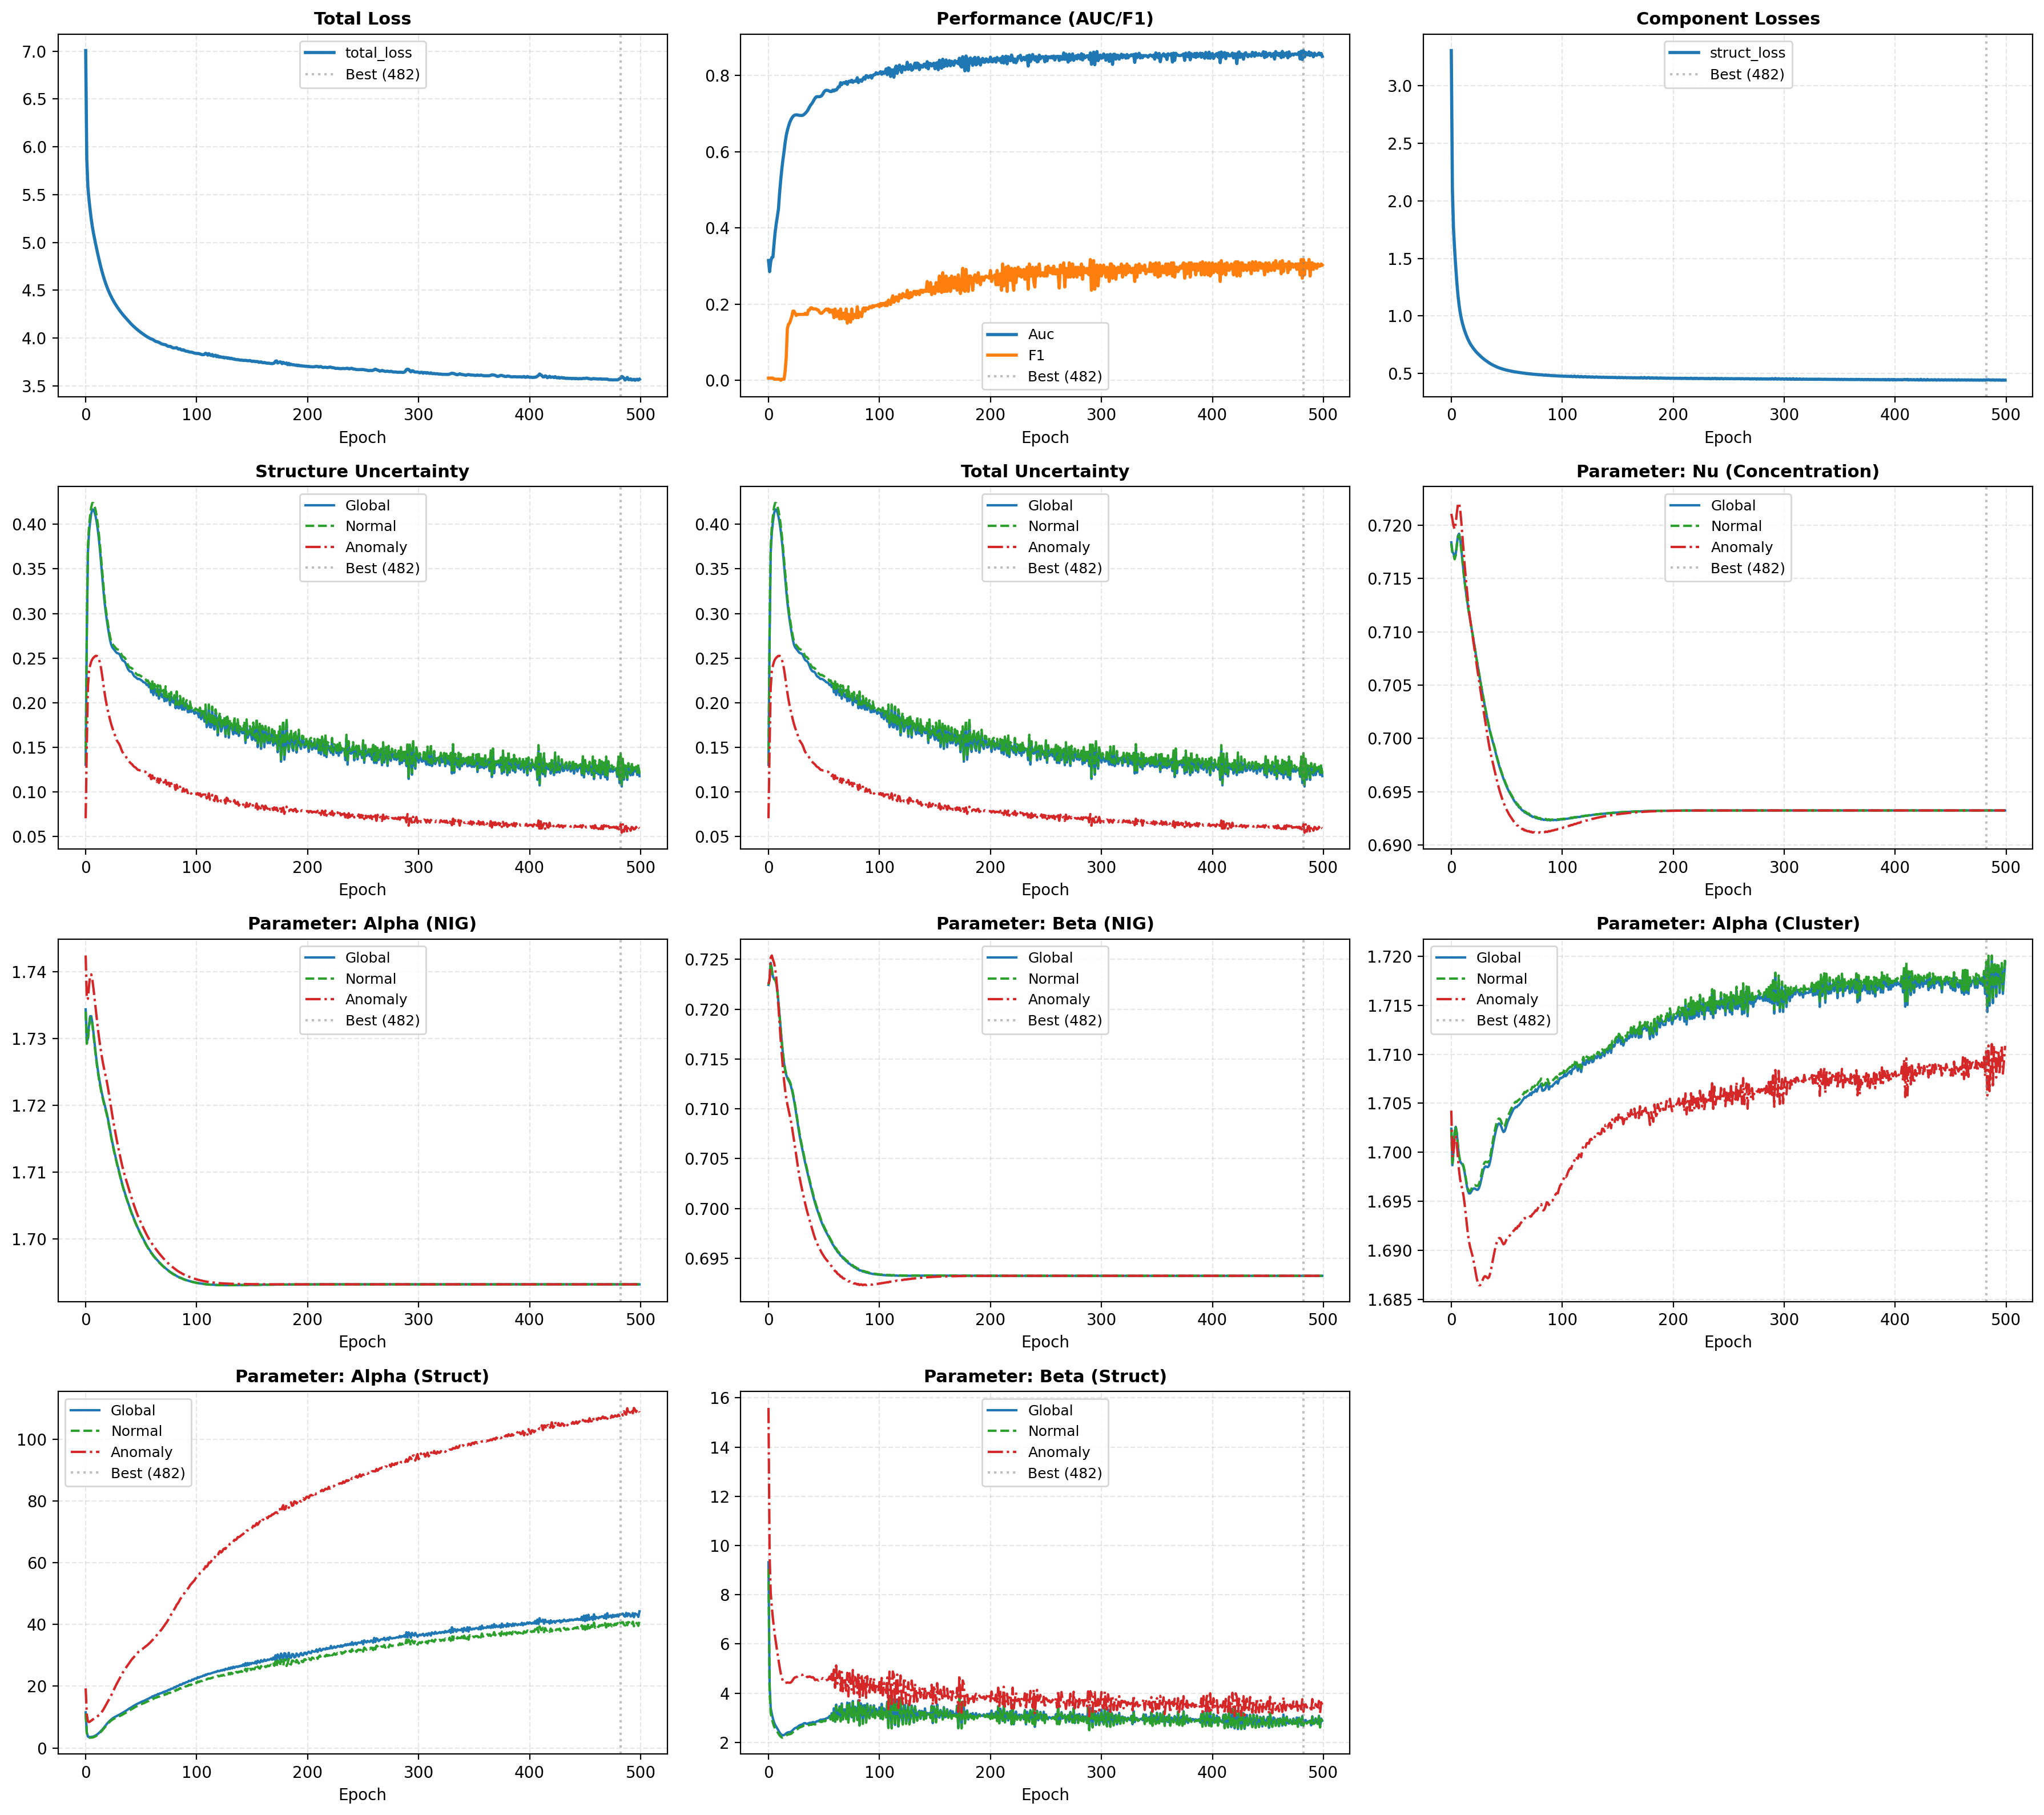 Total Loss
7.0
6.5
6.0
5.5
5.0
4.5
4.0
3.5
total_loss
Best (482)
0 100 200 300 400 500
Epoch
Performance (AUC/F1)
0.8
0.6
0.4
0.2
0.0
Auc
F1
Best (482)
0 100 200 300 400 500
Epoch
Component Losses
3.0
2.5
2.0
1.5
1.0
0.5
struct_loss
Best (482)
0 100 200 300 400 500
Epoch
Structure Uncertainty
0.40
0.35
0.30
0.25
0.20
0.15
0.10
0.05
Global
Normal
Anomaly
Best (482)
0 100 200 300 400 500
Epoch
Total Uncertainty
0.40
0.35
0.30
0.25
0.20
0.15
0.10
0.05
Global
Normal
Anomaly
Best (482)
0 100 200 300 400 500
Epoch
Parameter: Nu (Concentration)
0.720
0.715
0.710
0.705
0.700
0.695
0.690
Global
Normal
Anomaly
Best (482)
0 100 200 300 400 500
Epoch
Parameter: Alpha (NIG)
1.74
1.73
1.72
1.71
1.70
Global
Normal
Anomaly
Best (482)
0 100 200 300 400 500
Epoch
Parameter: Beta (NIG)
0.725
0.720
0.715
0.710
0.705
0.700
0.695
Global
Normal
Anomaly
Best (482)
0 100 200 300 400 500
Epoch
Parameter: Alpha (Cluster)
1.720
1.715
1.710
1.705
1.700
1.695
1.690
1.685
Global
Normal
Anomaly
Best (482)
0 100 200 300 400 500
Epoch
Parameter: Alpha (Struct)
100
80
60
40
20
0
Global
Normal
Anomaly
Best (482)
0 100 200 300 400 500
Epoch
Parameter: Beta (Struct)
16
14
12
10
8
6
4
2
Global
Normal
Anomaly
Best (482)
0 100 200 300 400 500
Epoch